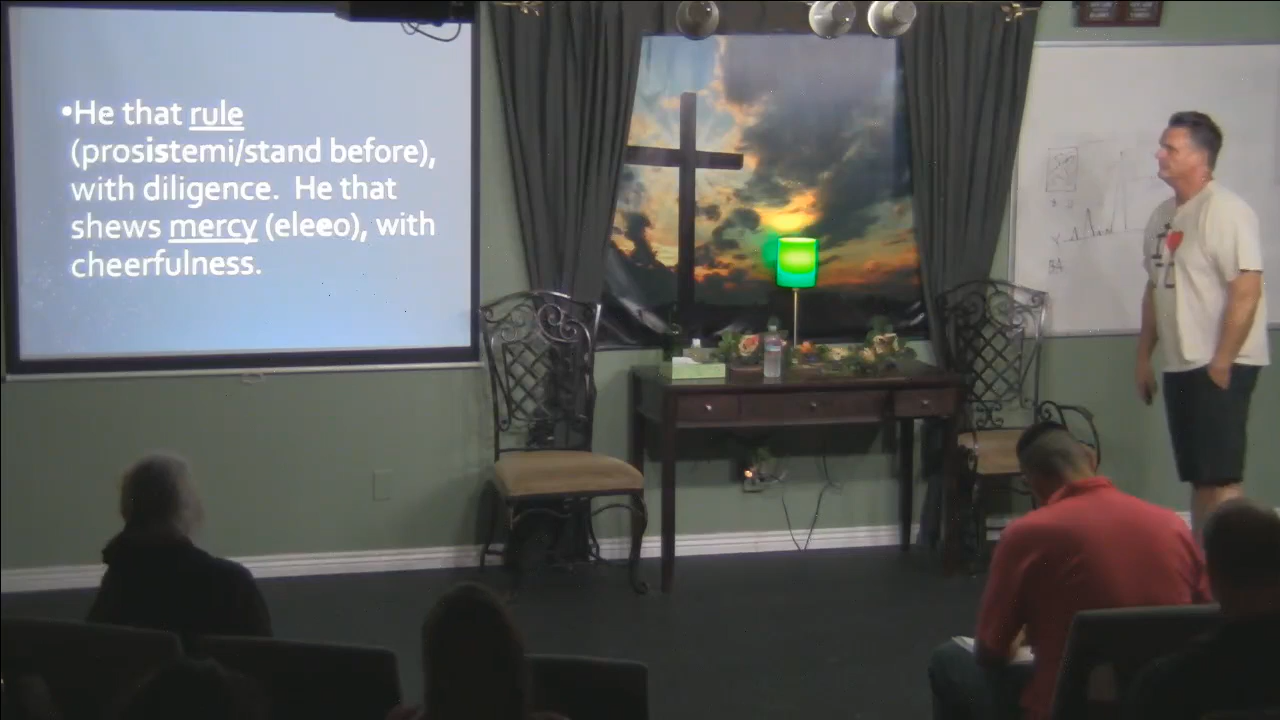 •He that rule
(prosistemi/stand before),
with diligence. He that
shews mercy (eleeo), with
cheerfulness.
I